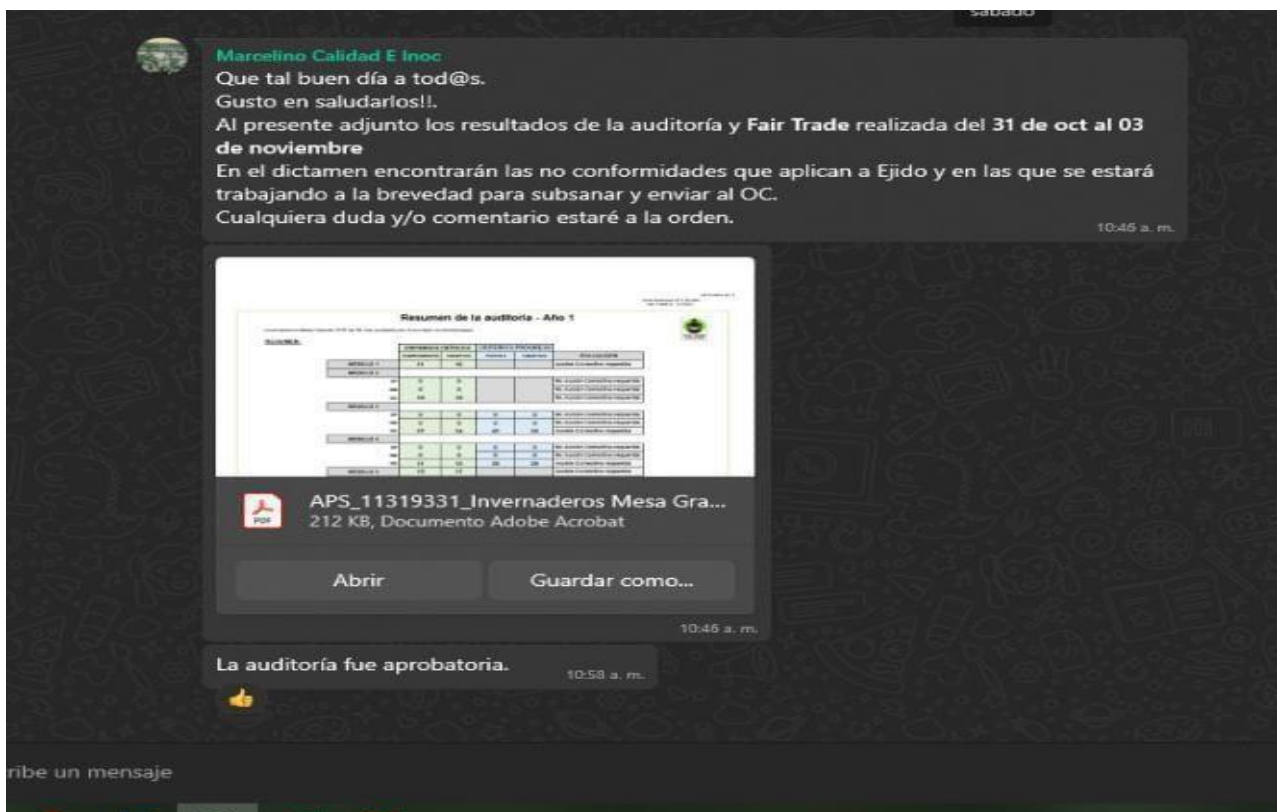 sábado
Marcelino Calidad E Inoc
Que tal buen día a tod@s.
Gusto en saludarlos!!.
Al presente adjunto los resultados de la auditoría y Fair Trade realizada del 31 de oct al 03
de noviembre
En el dictamen encontrarán las no conformidades que aplican a Ejido y en las que se estará
trabajando a la brevedad para subsanar y enviar al OC.
Cualquiera duda y/o comentario estaré a la orden.
10:46 a. m.
Resumen de la auditoría - Año 1
APS_11319331_Invernaderos Mesa Gra...
PDF
212 KB, Documento Adobe Acrobat
Abrir
Guardar como...
10:46 a. m.
La auditoría fue aprobatoria.
10:58 a. m.
ribe un mensaje